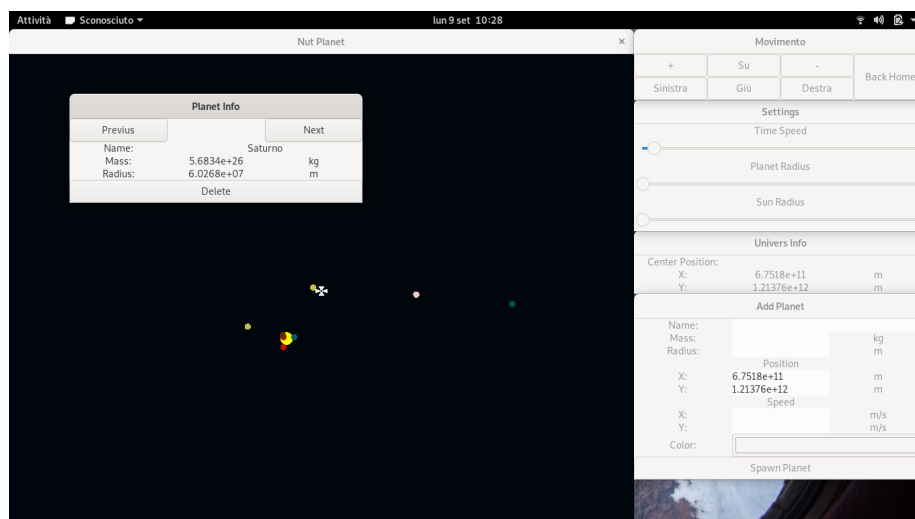 Attività Sconosciuto lun 9 set 10:28
Nut Planet ×
Planet Info
Previus Next
Name: Saturno
Mass: 5.6834e+26 kg
Radius: 6.0268e+07 m
Delete
Movimento
+ Su - Back Home
Sinistra Giù Destra
Settings
Time Speed
Planet Radius
Sun Radius
Univers Info
Center Position:
X: 6.7518e+11 m
Y: 1.21376e+12 m
Add Planet
Name:
Mass: kg
Radius: m
Position
X: 6.7518e+11 m
Y: 1.21376e+12 m
Speed
X: m/s
Y: m/s
Color:
Spawn Planet